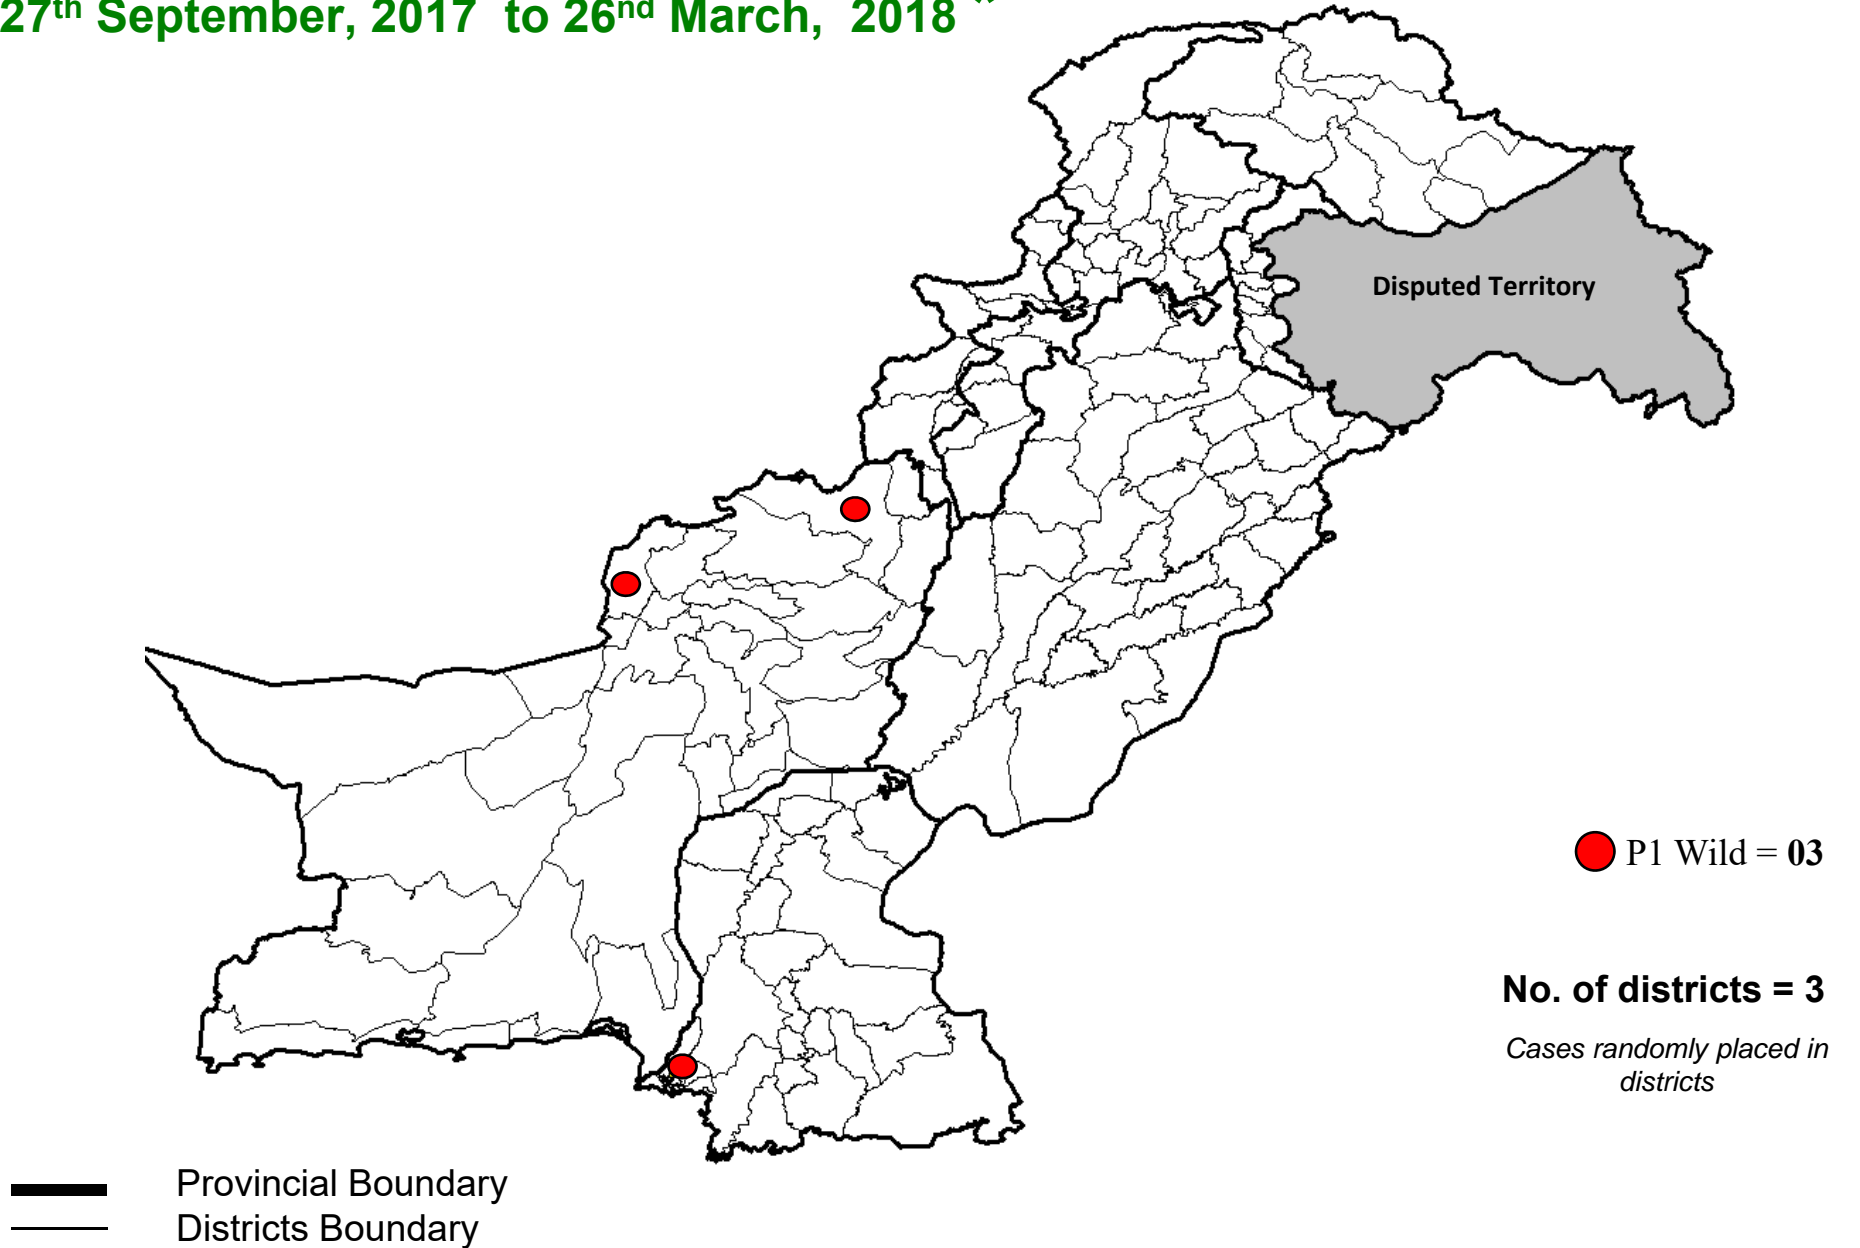 27th September, 2017 to 26nd March, 2018
Disputed Territory
P1 Wild = 03
No. of districts = 3
Cases randomly placed in
districts
Provincial Boundary
Districts Boundary